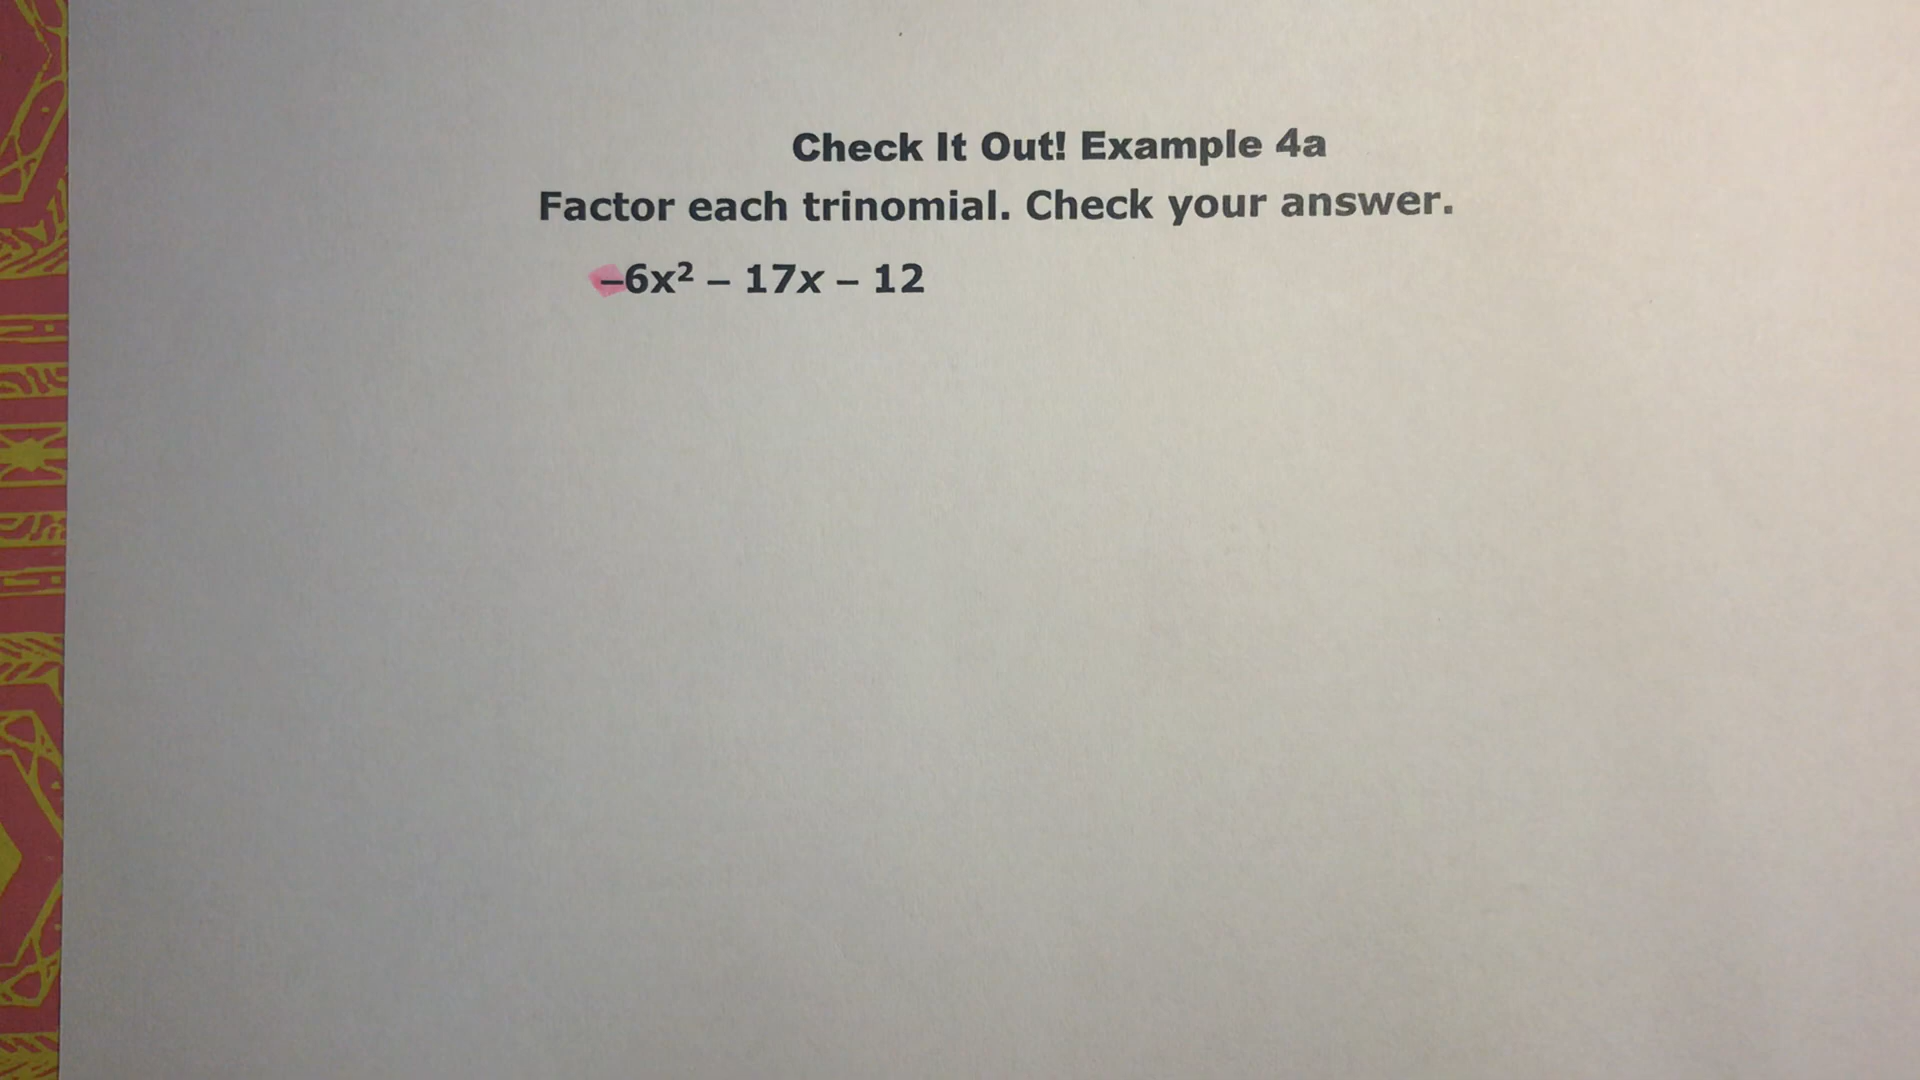 Check It Out! Example 4a
Factor each trinomial. Check your answer.
–6x² – 17x – 12